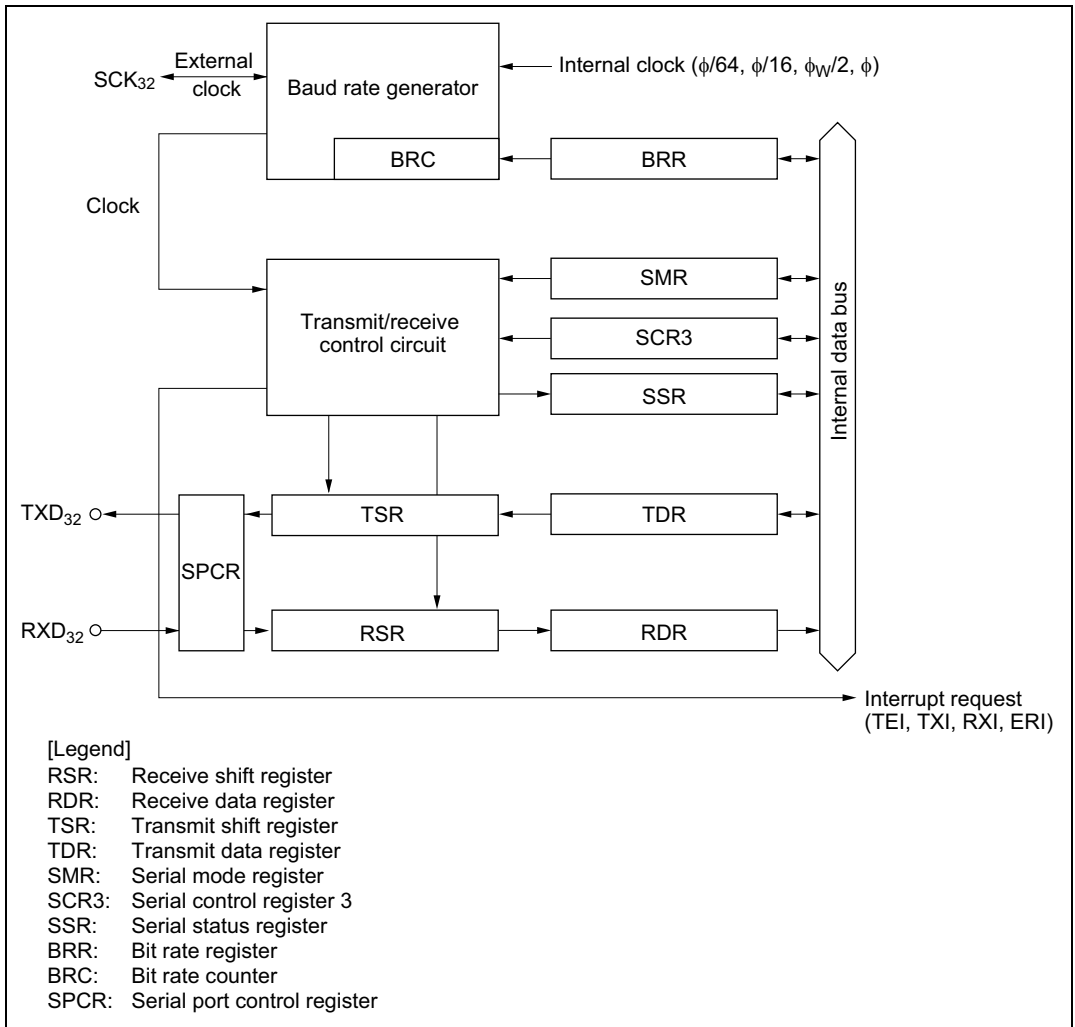 External
clock
SCK32
Baud rate generator
Internal clock (ϕ/64, ϕ/16, ϕW/2, ϕ)
BRC
BRR
Clock
Transmit/receive
control circuit
SMR
SCR3
SSR
Internal data bus
TXD32
TSR
TDR
SPCR
RXD32
RSR
RDR
Interrupt request
(TEI, TXI, RXI, ERI)
[Legend]
RSR: Receive shift register
RDR: Receive data register
TSR: Transmit shift register
TDR: Transmit data register
SMR: Serial mode register
SCR3: Serial control register 3
SSR: Serial status register
BRR: Bit rate register
BRC: Bit rate counter
SPCR: Serial port control register